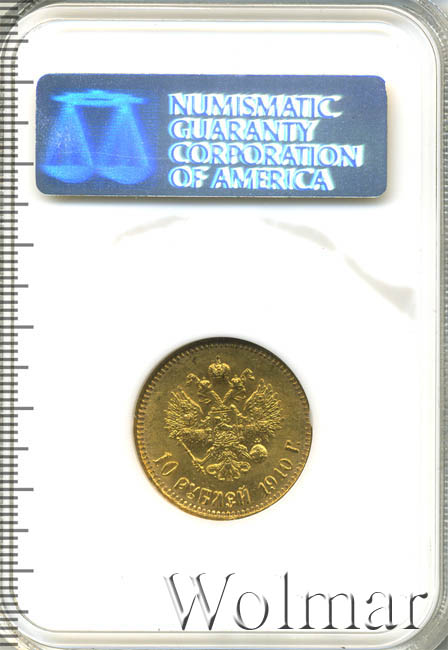 NUMISMATIC
GUARANTY
CORPORATION
OF AMERICA
10 РУБЛЕЙ 1910 Г
Wolmar